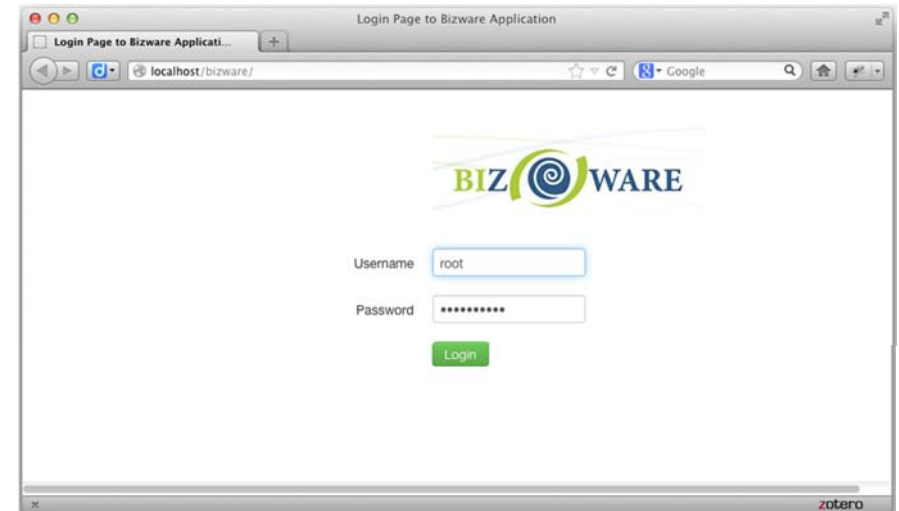 Login Page to Bizware Application
Login Page to Bizware Applicati...
localhost/bizware/
Google
BIZ WARE
Username
root
Password
••••••••••
Login
zotero